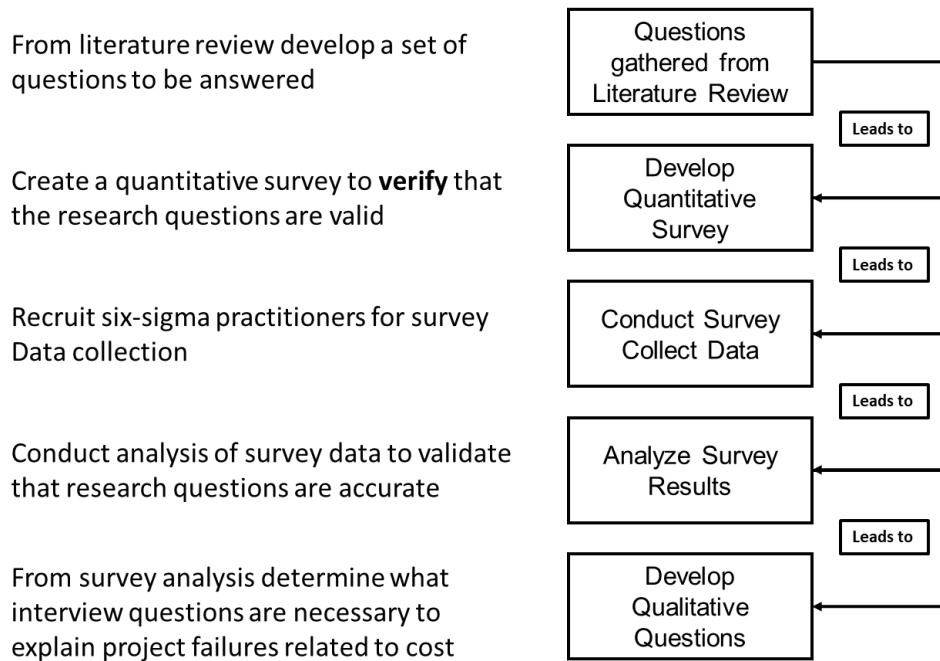 From literature review develop a set of
questions to be answered
Questions
gathered from
Literature Review
Leads to
Create a quantitative survey to verify that
the research questions are valid
Develop
Quantitative
Survey
Leads to
Recruit six-sigma practitioners for survey
Data collection
Conduct Survey
Collect Data
Leads to
Conduct analysis of survey data to validate
that research questions are accurate
Analyze Survey
Results
Leads to
From survey analysis determine what
interview questions are necessary to
explain project failures related to cost
Develop
Qualitative
Questions